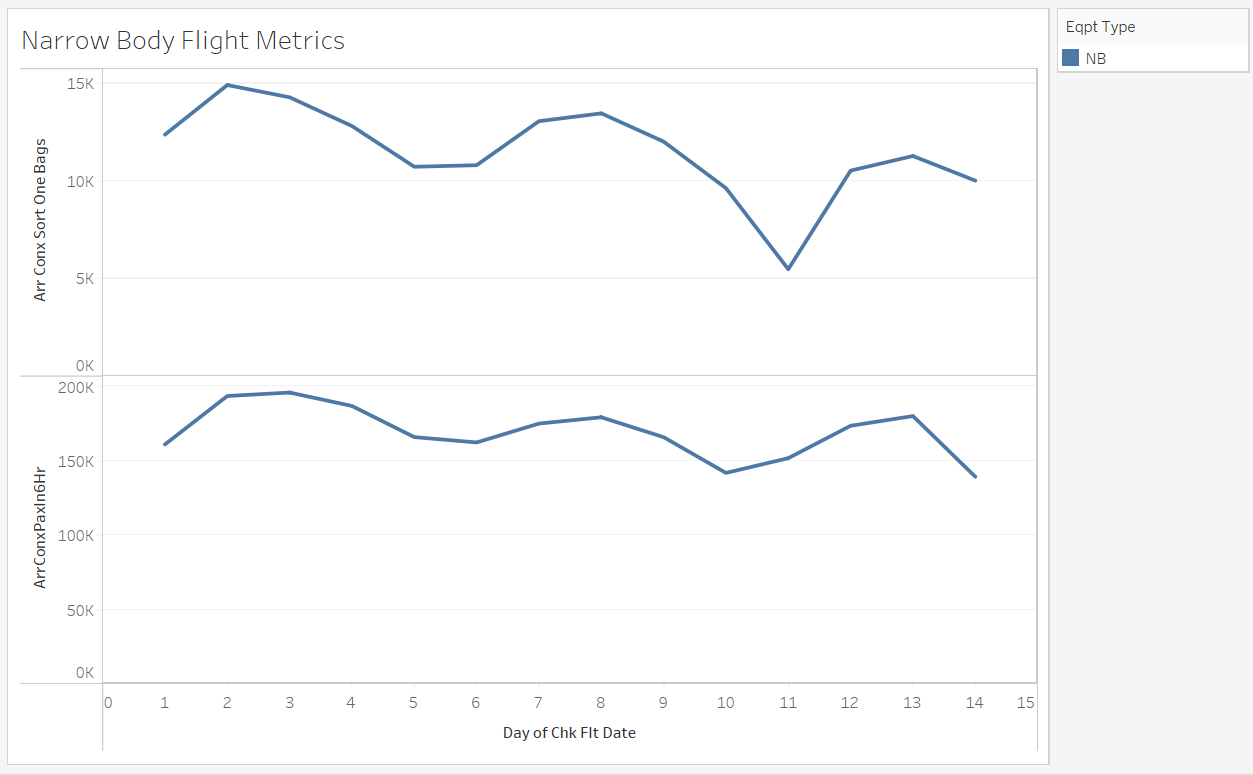 Narrow Body Flight Metrics
Eqpt Type
NB
Arr Conx Sort One Bags
15K
10K
5K
0K
ArrConxPaxIn6Hr
200K
150K
100K
50K
0K
0 1 2 3 4 5 6 7 8 9 10 11 12 13 14 15
Day of Chk Flt Date